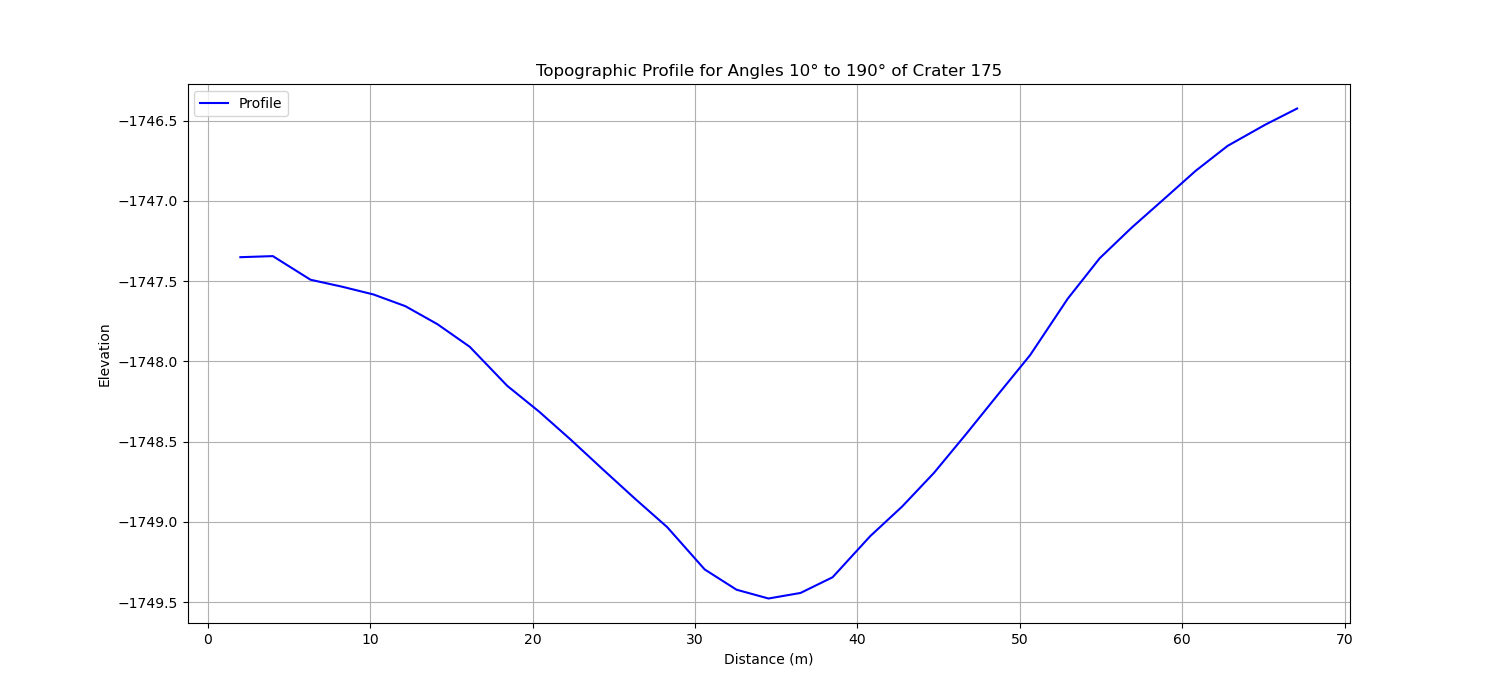 Topographic Profile for Angles 10° to 190° of Crater 175
Profile
−1746.5
−1747.0
−1747.5
−1748.0
−1748.5
−1749.0
−1749.5
Elevation
0 10 20 30 40 50 60 70
Distance (m)